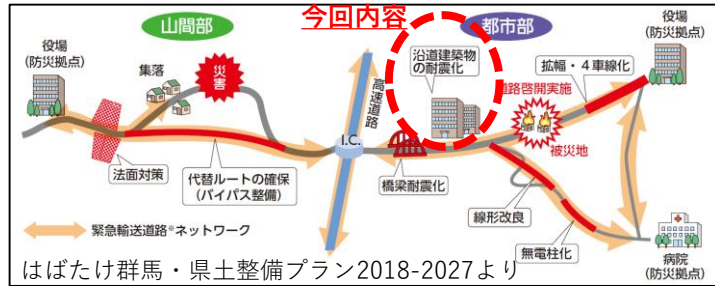 今回内容
山間部
都市部
役場
(防災拠点)
集落
災害
高速道路
沿道建築物
の耐震化
拡幅・４車線化
役場
(防災拠点)
道路啓開実施
I.C.
被災地
法面対策
代替ルートの確保
(バイパス整備)
橋梁耐震化
線形改良
無電柱化
緊急輸送道路※ネットワーク
病院
(防災拠点)
はばたけ群馬・県土整備プラン2018-2027より